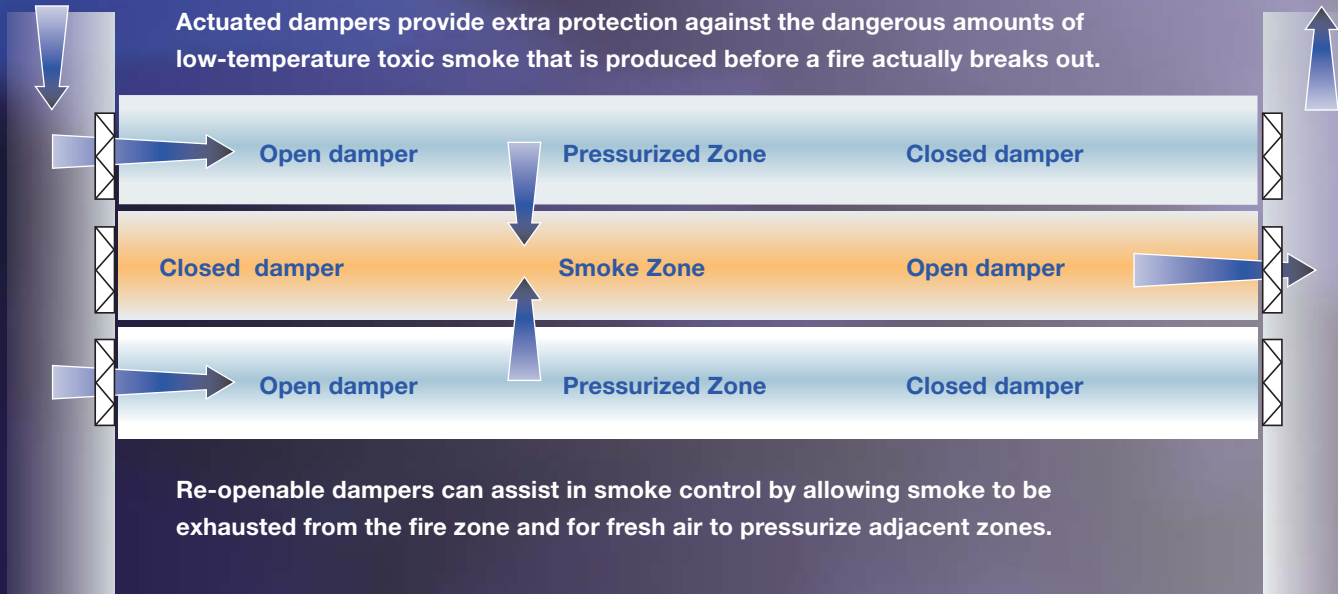 Actuated dampers provide extra protection against the dangerous amounts of
low-temperature toxic smoke that is produced before a fire actually breaks out.
Open damper Pressurized Zone Closed damper
Closed damper Smoke Zone Open damper
Open damper Pressurized Zone Closed damper
Re-openable dampers can assist in smoke control by allowing smoke to be
exhausted from the fire zone and for fresh air to pressurize adjacent zones.